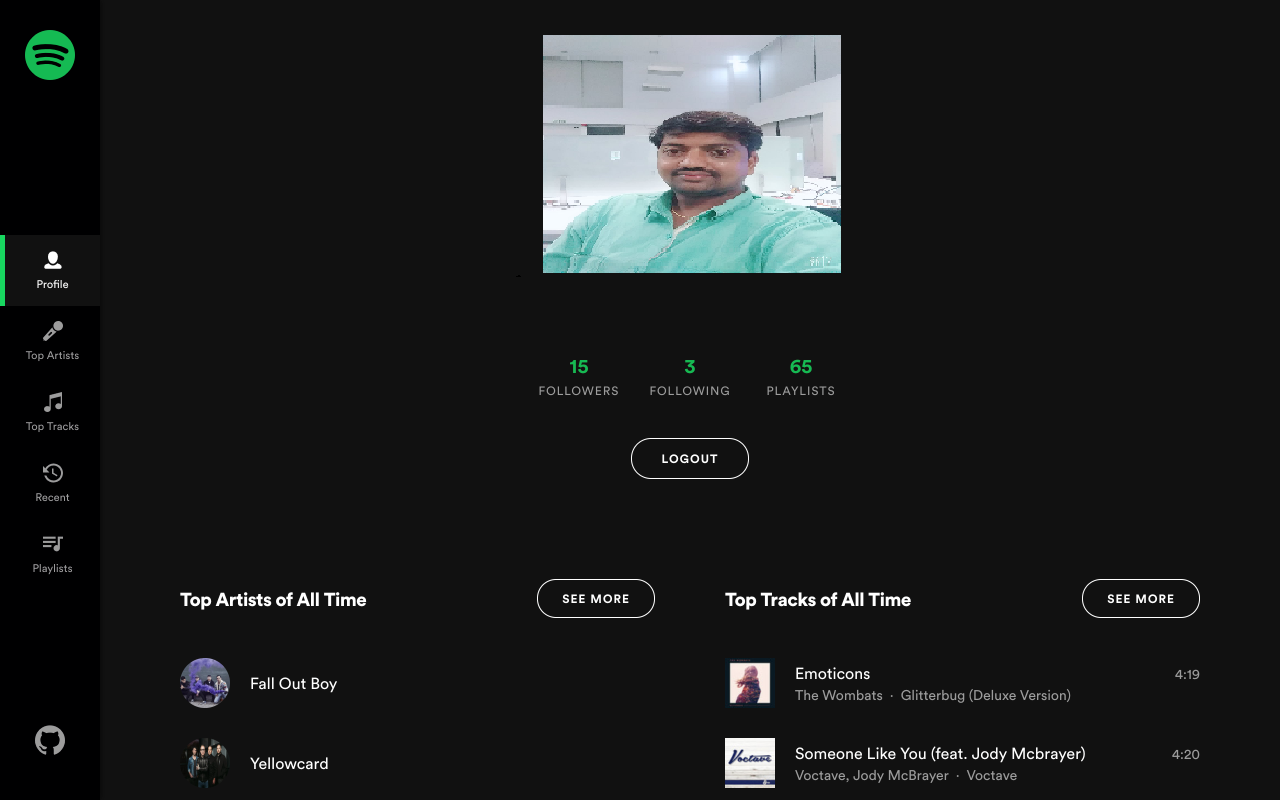 Profile
Top Artists
Top Tracks
Recent
Playlists
15
FOLLOWERS
3
FOLLOWING
65
PLAYLISTS
LOGOUT
Top Artists of All Time
SEE MORE
Fall Out Boy
Yellowcard
Top Tracks of All Time
SEE MORE
Emoticons
4:19
The Wombats · Glitterbug (Deluxe Version)
Voctave
Someone Like You (feat. Jody Mcbrayer)
4:20
Voctave, Jody McBrayer · Voctave